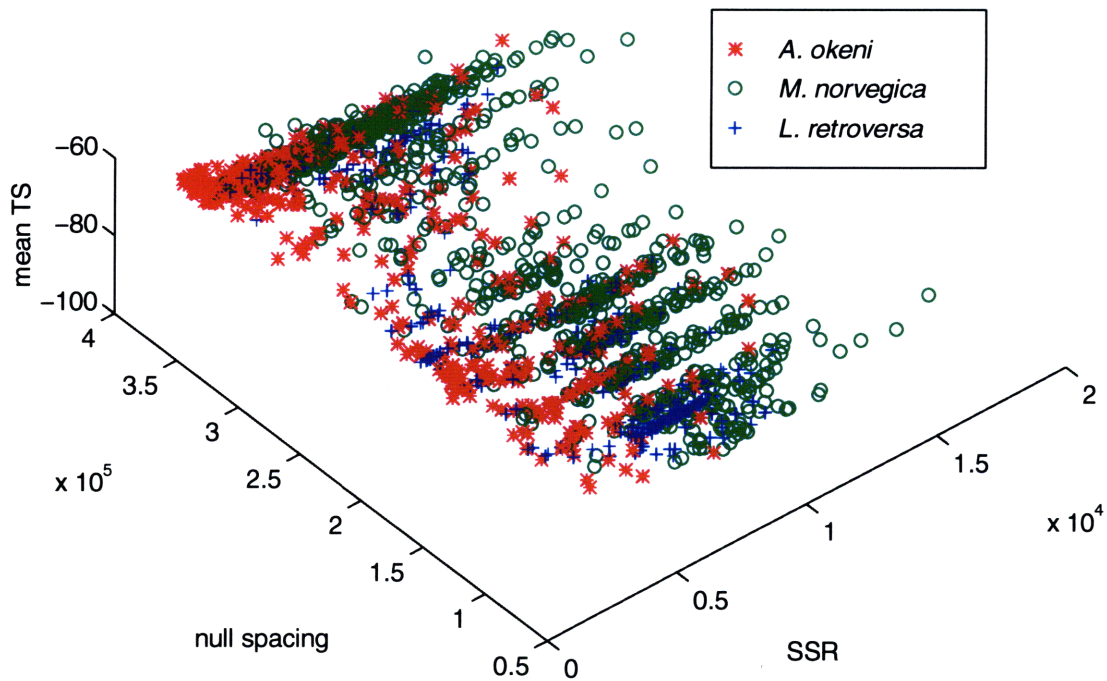 A. okeni
M. norvegica
L. retroversa
mean TS
−60
−80
−100
4
3.5
3
2.5
2
1.5
1
0.5
x 10^5
null spacing
0
0.5
1
1.5
2
x 10^4
SSR